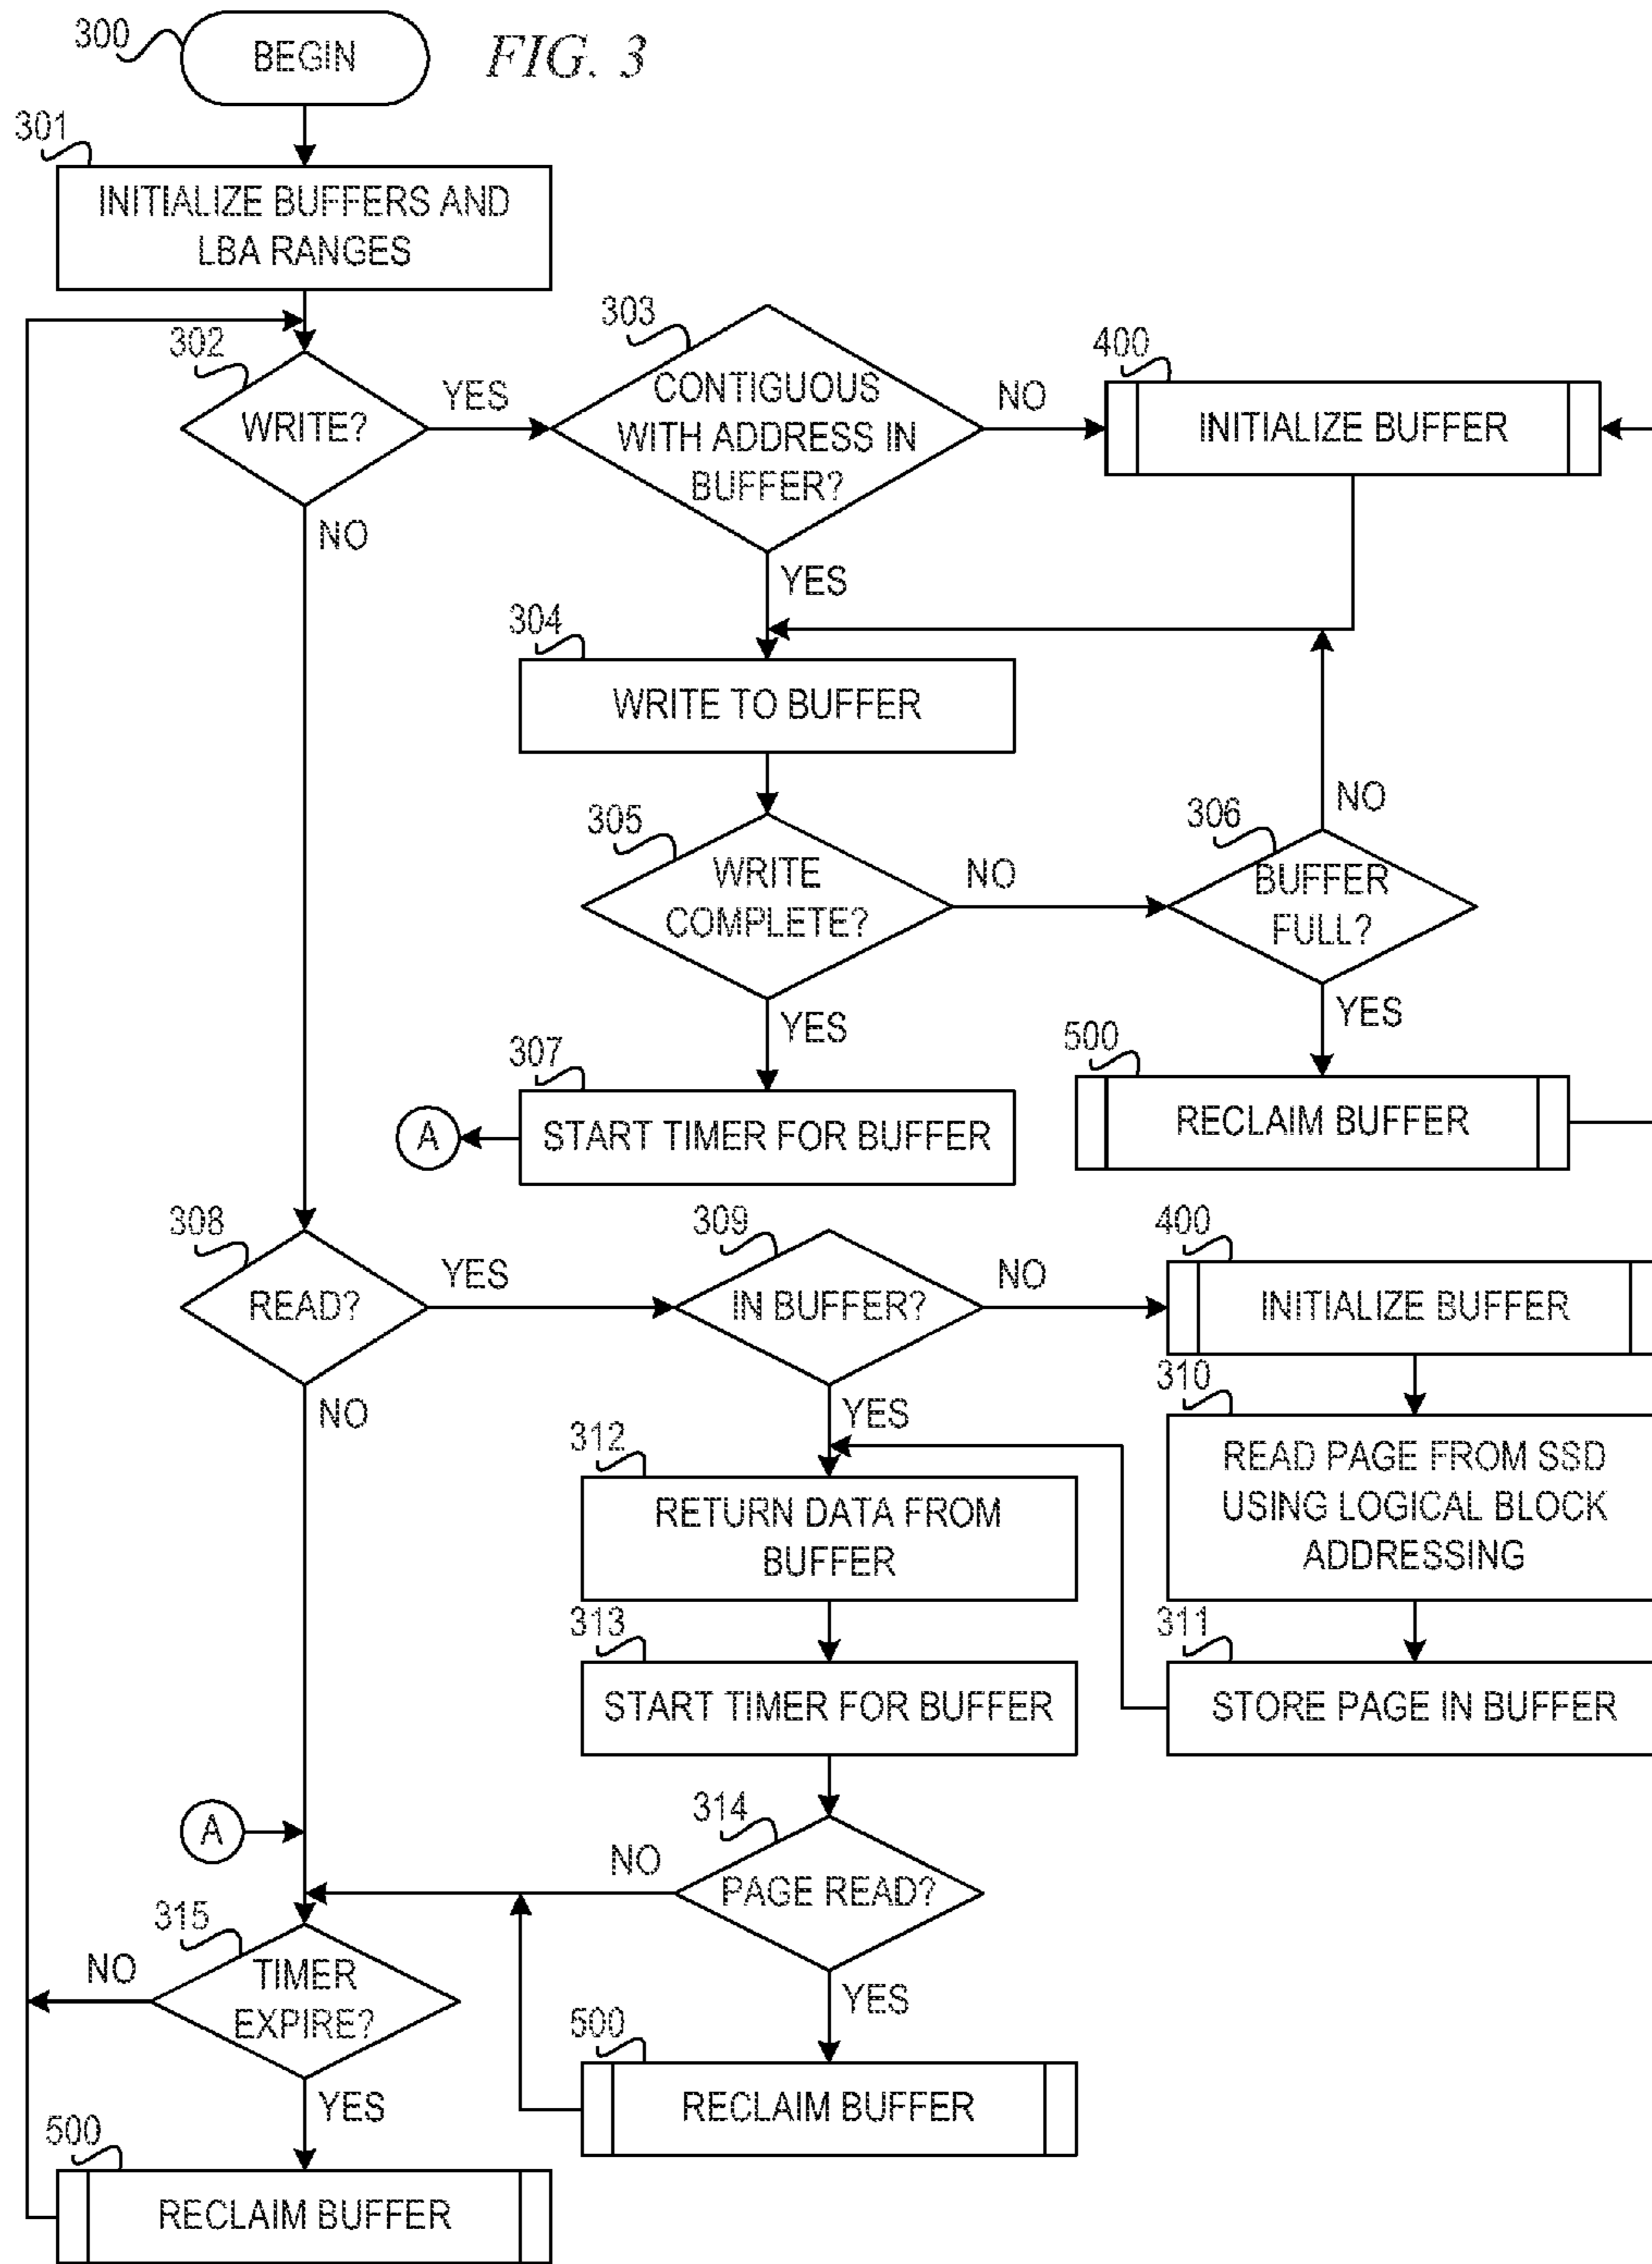 300
BEGIN
FIG. 3
301
INITIALIZE BUFFERS AND
LBA RANGES
302
WRITE?
YES
NO
303
CONTIGUOUS
WITH ADDRESS IN
BUFFER?
NO
YES
400
INITIALIZE BUFFER
304
WRITE TO BUFFER
305
WRITE
COMPLETE?
NO
YES
306
BUFFER
FULL?
NO
YES
307
START TIMER FOR BUFFER
A
500
RECLAIM BUFFER
308
READ?
YES
NO
309
IN BUFFER?
NO
YES
400
INITIALIZE BUFFER
310
READ PAGE FROM SSD
USING LOGICAL BLOCK
ADDRESSING
311
STORE PAGE IN BUFFER
312
RETURN DATA FROM
BUFFER
313
START TIMER FOR BUFFER
314
PAGE READ?
NO
YES
500
RECLAIM BUFFER
A
315
TIMER
EXPIRE?
NO
YES
500
RECLAIM BUFFER